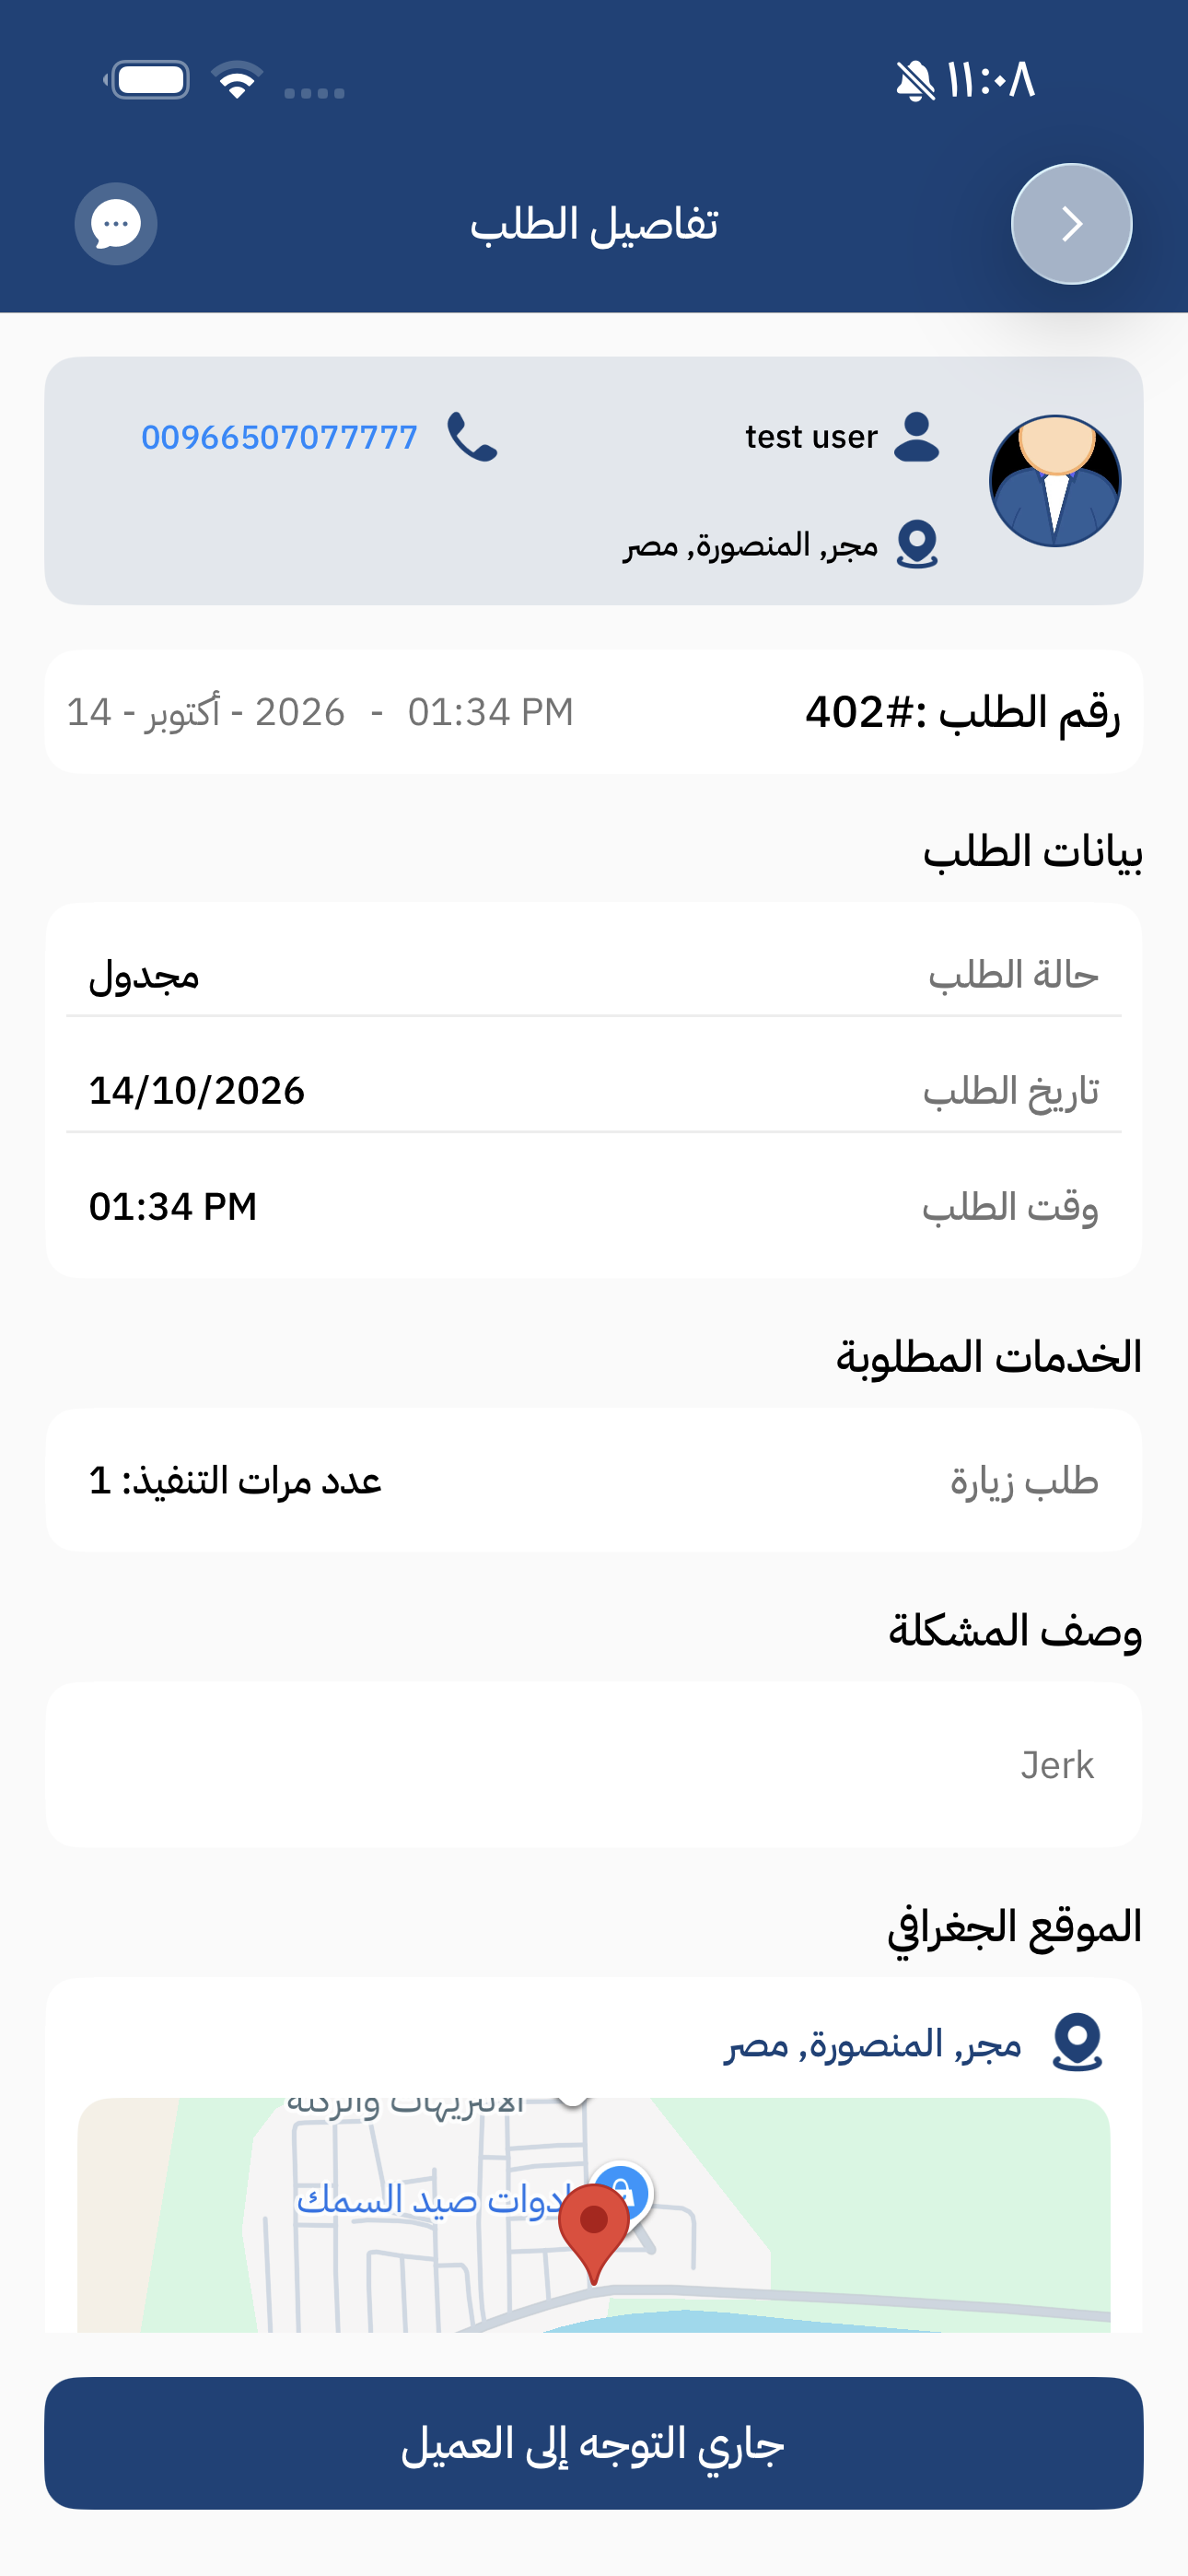 ١١:٠٨
تفاصيل الطلب
test user
00966507077777
مجر, المنصورة, مصر
رقم الطلب :#402
14 - أكتوبر - 2026 - 01:34 PM
بيانات الطلب
حالة الطلب
مجدول
تاريخ الطلب
14/10/2026
وقت الطلب
01:34 PM
الخدمات المطلوبة
طلب زيارة
عدد مرات التنفيذ: 1
وصف المشكلة
Jerk
الموقع الجغرافي
مجر, المنصورة, مصر
ادوات صيد السمك
جاري التوجه إلى العميل